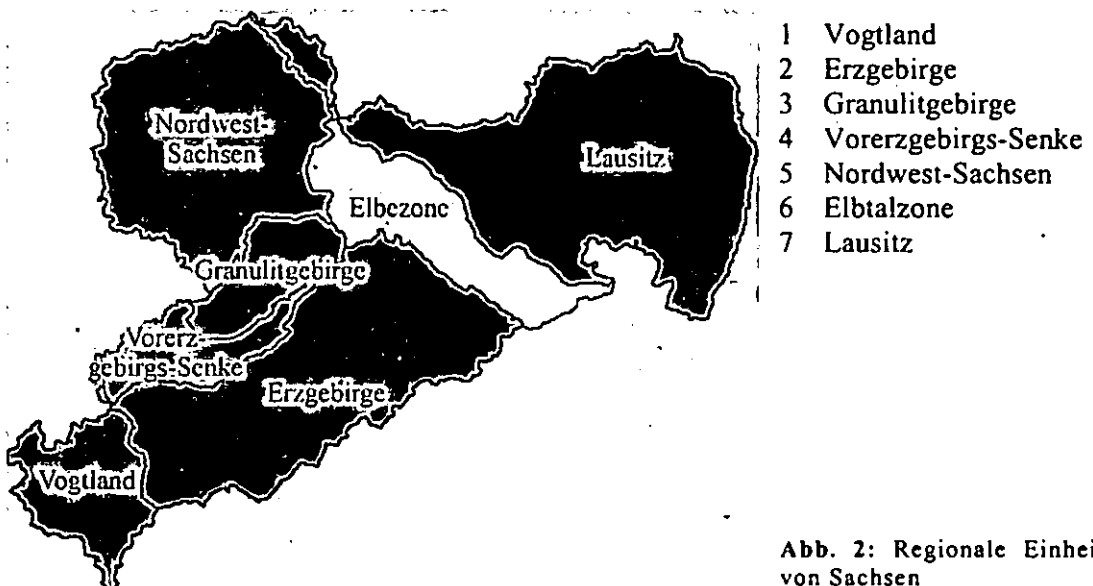 Nordwest-
Sachsen
Lausitz
Elbezone
Granulitgebirge
Vorerz-
gebirgs-Senke
Erzgebirge
Vogtland
1 Vogtland
2 Erzgebirge
3 Granulitgebirge
4 Vorerzgebirgs-Senke
5 Nordwest-Sachsen
6 Elbtalzone
7 Lausitz
Abb. 2: Regionale Einhei
von Sachsen